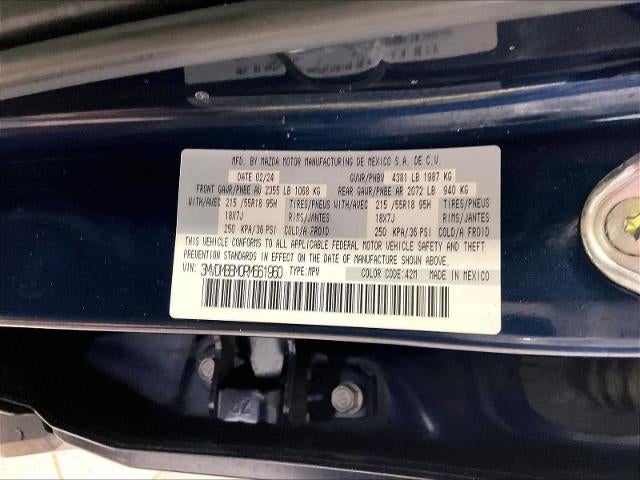 MFD. BY MAZDA MOTOR MANUFACTURING DE MEXICO S.A. DE C.V.
DATE 02/24 GVWR/PNBV 4381 LB 1987 KG
FRONT GAWR/PNBE AV 2355 LB 1068 KG REAR GAWR/PNBE AR 2072 LB 940 KG
WITH/AVEC 215 /55R18 95H TIRES/PNEUS WITH/AVEC 215 /55R18 95H TIRES/PNEUS
18X7J RIMS/JANTES 18X7J RIMS/JANTES
250 KPA/36 PSI COLD/A FROID 250 KPA/36 PSI COLD/A FROID
THIS VEHICLE CONFORMS TO ALL APPLICABLE FEDERAL MOTOR VEHICLE SAFETY AND THEFT
PREVENTION STANDARDS IN EFFECT ON THE DATE OF MANUFACTURE SHOWN ABOVE.
VIN: 3MVDMBBM0RM661960 TYPE: MPV COLOR CODE: 42M MADE IN MEXICO